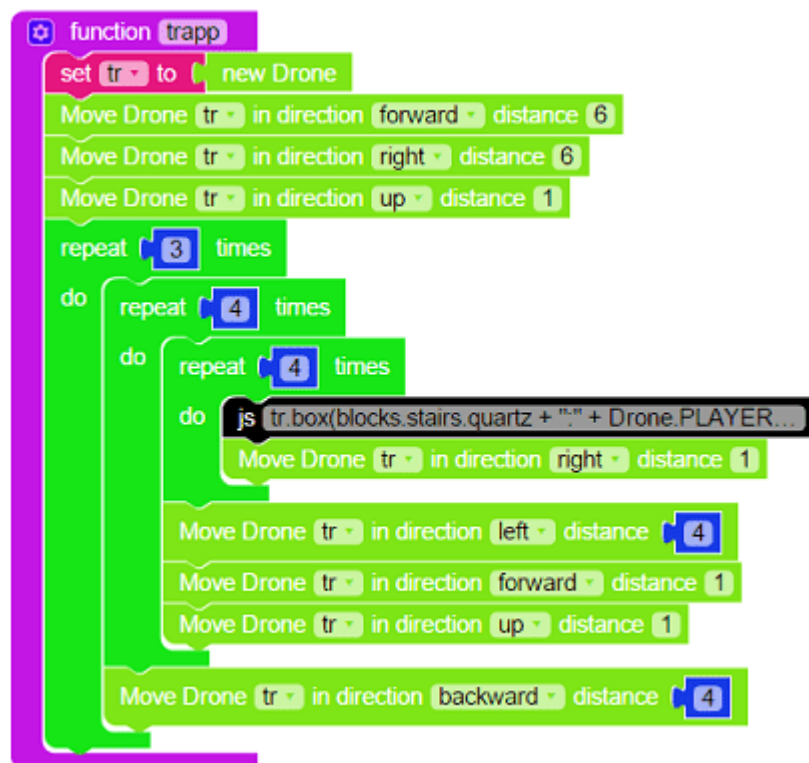 function trapp
set tr to new Drone
Move Drone tr in direction forward distance 6
Move Drone tr in direction right distance 6
Move Drone tr in direction up distance 1
repeat 3 times
do repeat 4 times
do repeat 4 times
do js tr.box(blocks.stairs.quartz + ":" + Drone.PLAYER...
Move Drone tr in direction right distance 1
Move Drone tr in direction left distance 4
Move Drone tr in direction forward distance 1
Move Drone tr in direction up distance 1
Move Drone tr in direction backward distance 4